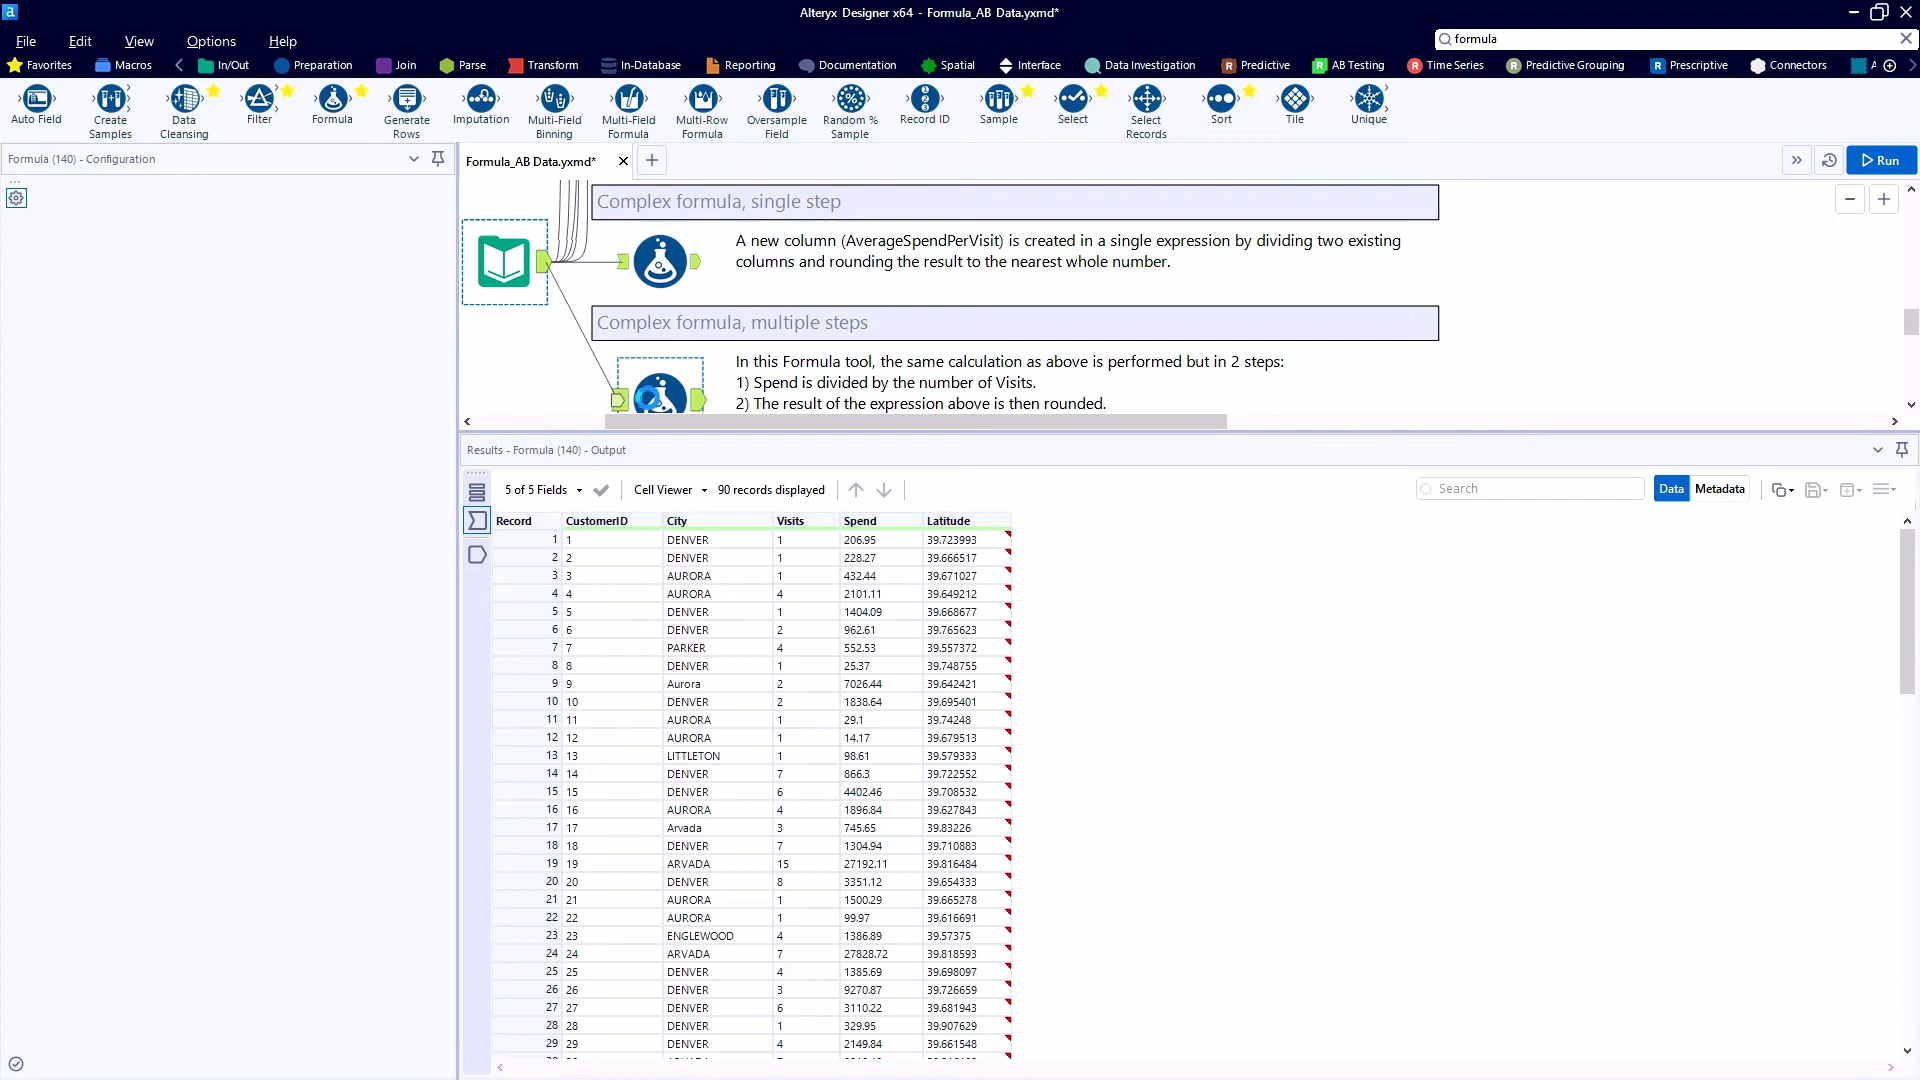 Alteryx Designer x64 - Formula_AB Data.yxmd*
File Edit View Options Help
formula
Favorites Macros In/Out Preparation Join Parse Transform In-Database Reporting Documentation Spatial Interface Data Investigation Predictive AB Testing Time Series Predictive Grouping Prescriptive Connectors A
Auto Field
Create Samples
Data Cleansing
Filter
Formula
Generate Rows
Imputation
Multi-Field Binning
Multi-Field Formula
Multi-Row Formula
Oversample Field
Random % Sample
Record ID
Sample
Select
Select Records
Sort
Tile
Unique
Formula (140) - Configuration
Formula_AB Data.yxmd*
Run
Complex formula, single step
A new column (AverageSpendPerVisit) is created in a single expression by dividing two existing
columns and rounding the result to the nearest whole number.
Complex formula, multiple steps
In this Formula tool, the same calculation as above is performed but in 2 steps:
1) Spend is divided by the number of Visits.
2) The result of the expression above is then rounded.
Results - Formula (140) - Output
5 of 5 Fields Cell Viewer 90 records displayed Search Data Metadata
Record CustomerID City Visits Spend Latitude
1 1 DENVER 1 206.95 39.723993
2 2 DENVER 1 228.27 39.666517
3 3 AURORA 1 432.44 39.671027
4 4 AURORA 4 2101.11 39.649212
5 5 DENVER 1 1404.09 39.668677
6 6 DENVER 2 962.61 39.765623
7 7 PARKER 4 552.53 39.557372
8 8 DENVER 1 25.37 39.748755
9 9 Aurora 2 7026.44 39.642421
10 10 DENVER 2 1838.64 39.695401
11 11 AURORA 1 29.1 39.74248
12 12 AURORA 1 14.17 39.679513
13 13 LITTLETON 1 98.61 39.579333
14 14 DENVER 7 866.3 39.722552
15 15 DENVER 6 4402.46 39.708532
16 16 AURORA 4 1896.84 39.627843
17 17 Arvada 3 745.65 39.83226
18 18 DENVER 7 1304.94 39.710883
19 19 ARVADA 15 27192.11 39.816484
20 20 DENVER 8 3351.12 39.654333
21 21 AURORA 1 1500.29 39.665278
22 22 AURORA 1 99.97 39.616691
23 23 ENGLEWOOD 4 1386.89 39.57375
24 24 ARVADA 7 27828.72 39.818593
25 25 DENVER 4 1385.69 39.698097
26 26 DENVER 3 9270.87 39.726659
27 27 DENVER 6 3110.22 39.681943
28 28 DENVER 1 329.95 39.907629
29 29 DENVER 4 2149.84 39.661548